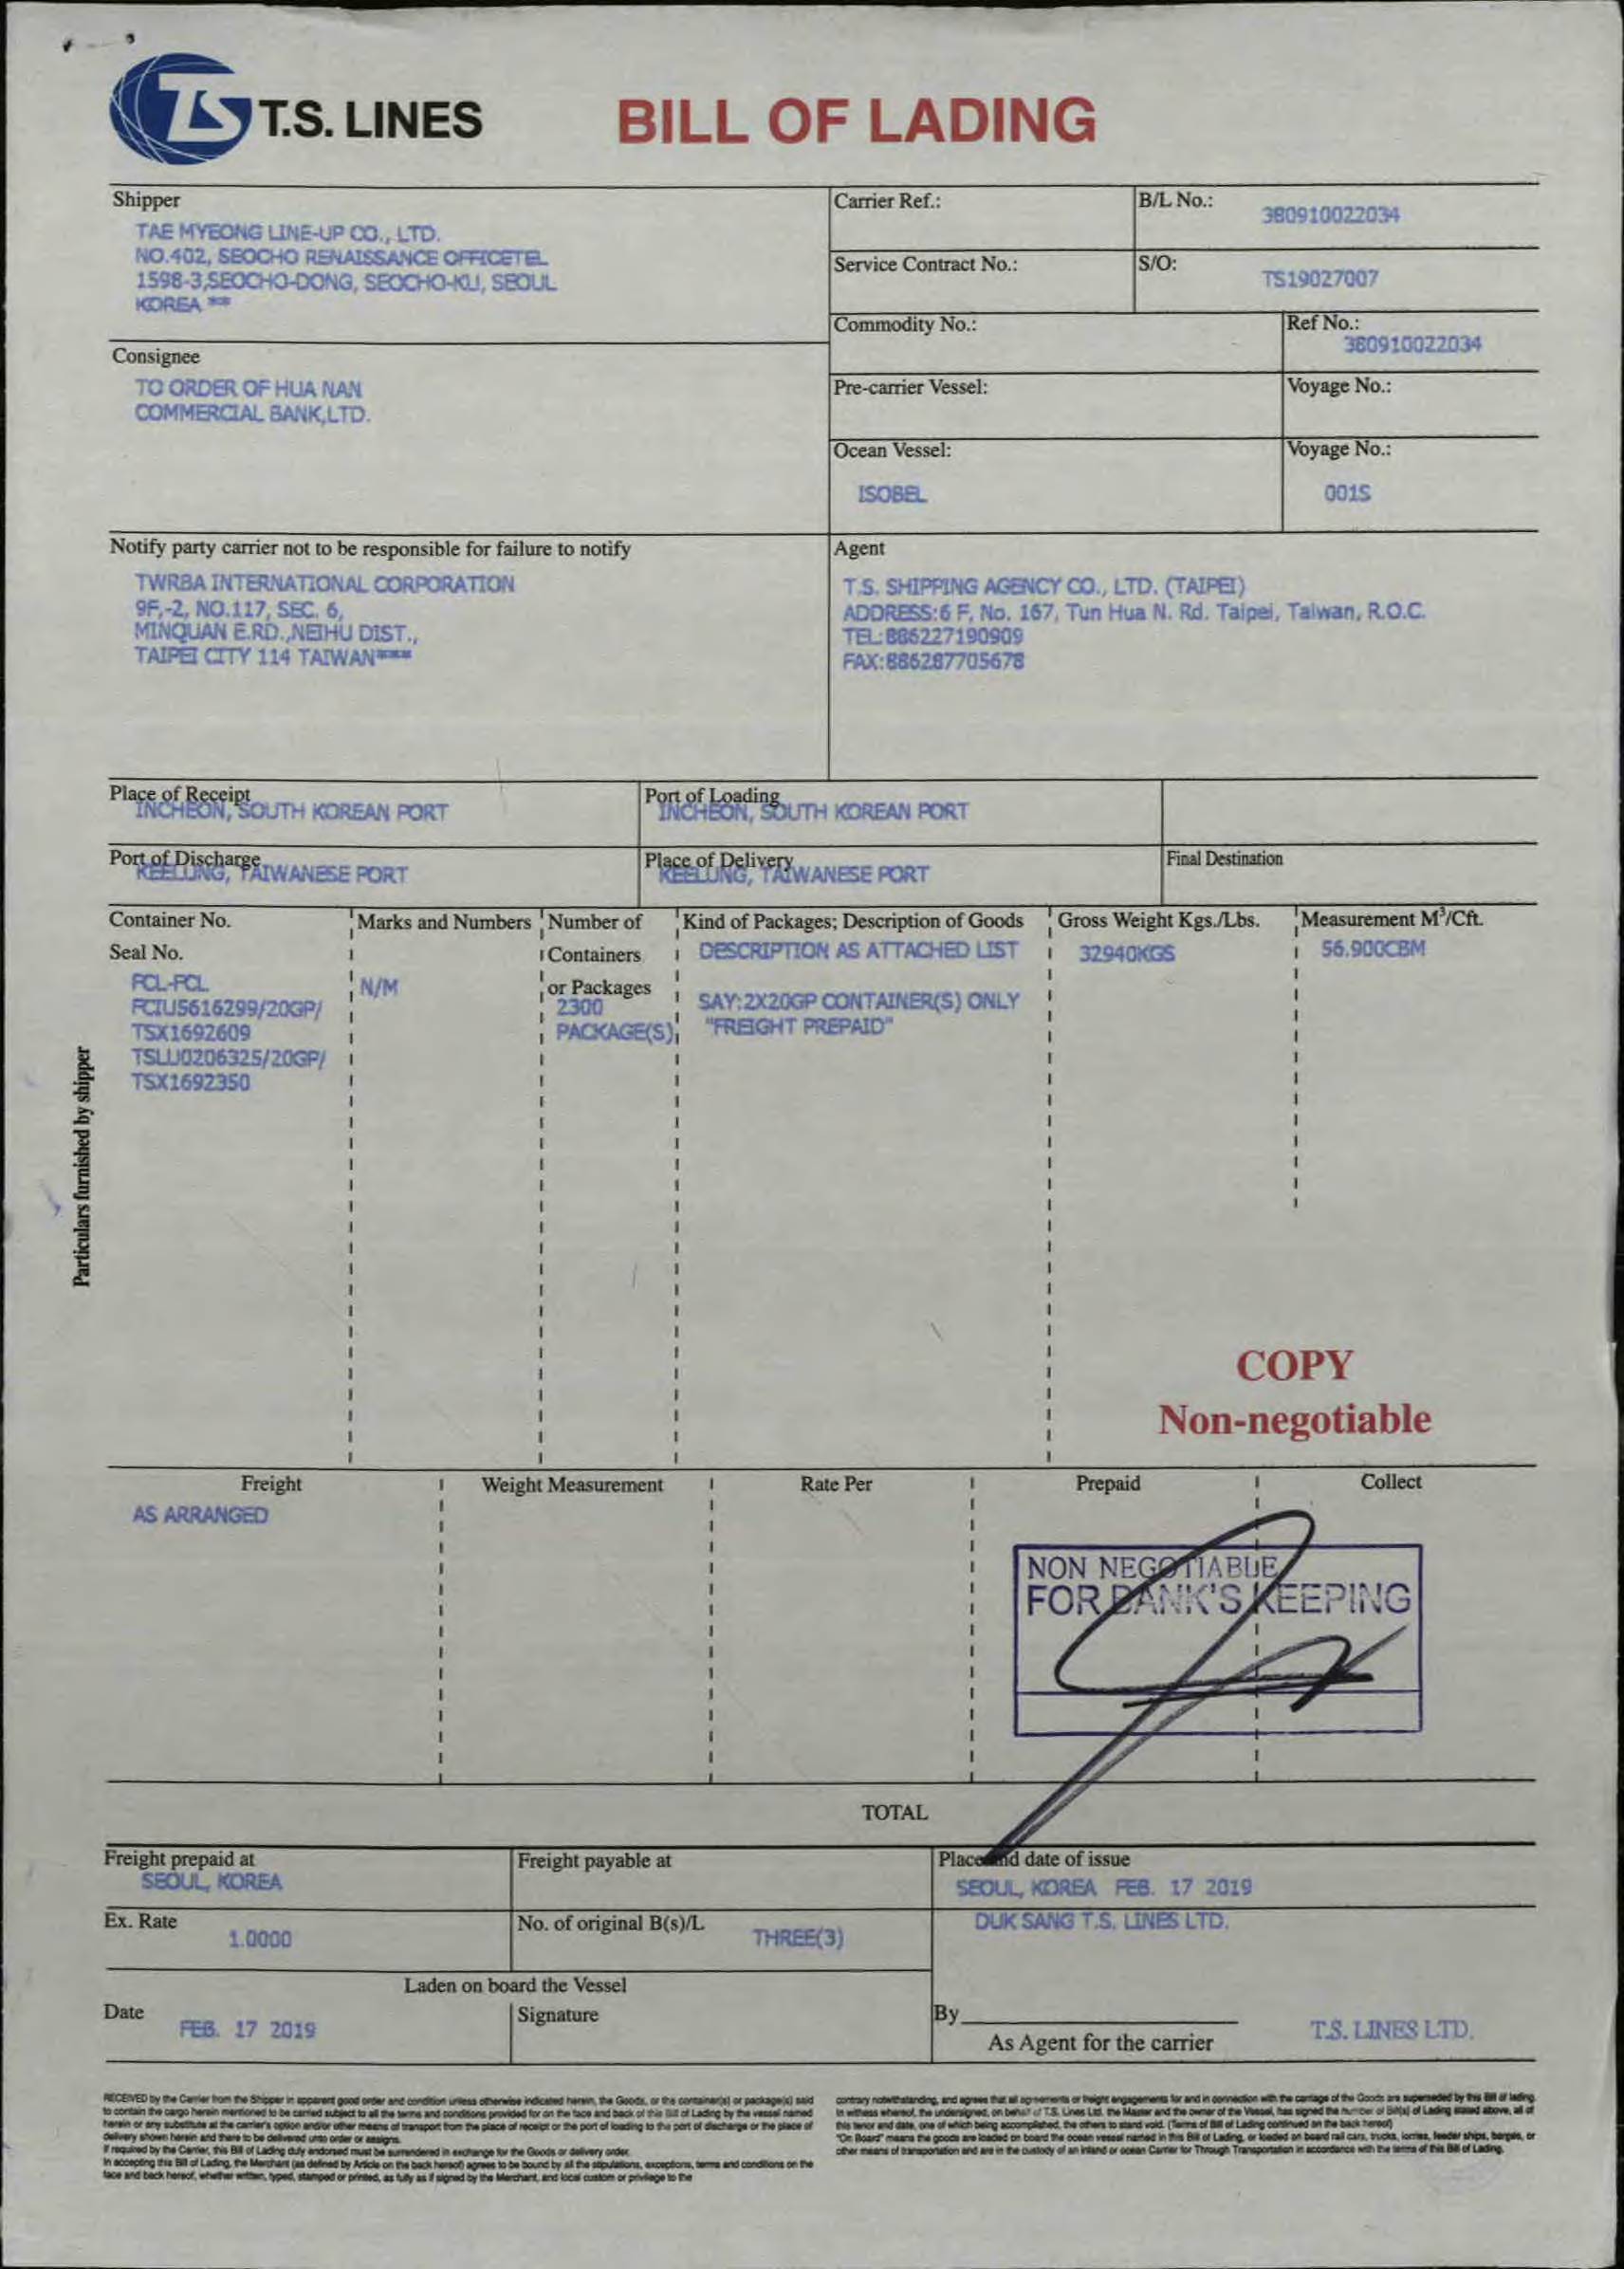 TS T.S. LINES
BILL OF LADING
Shipper
TAE MYEONG LINE-UP CO., LTD.
NO.402, SEOCHO RENAISSANCE OFFICETEL
1598-3,SEOCHO-DONG, SEOCHO-KU, SEOUL
KOREA **
Carrier Ref.:
B/L No.:
380910022034
Service Contract No.:
S/O:
TS19027007
Commodity No.:
Ref No.:
380910022034
Consignee
TO ORDER OF HUA NAN
COMMERCIAL BANK,LTD.
Pre-carrier Vessel:
Voyage No.:
Ocean Vessel:
ISOBEL
Voyage No.:
001S
Notify party carrier not to be responsible for failure to notify
TWRBA INTERNATIONAL CORPORATION
9F,-2, NO.117, SEC. 6,
MINQUAN E.RD.,NEIHU DIST.,
TAIPEI CITY 114 TAIWAN***
Agent
T.S. SHIPPING AGENCY CO., LTD. (TAIPEI)
ADDRESS:6 F, No. 167, Tun Hua N. Rd. Taipei, Taiwan, R.O.C.
TEL:886227190909
FAX:886287705678
Place of Receipt
INCHEON, SOUTH KOREAN PORT
Port of Loading
INCHEON, SOUTH KOREAN PORT
Port of Discharge
KEELUNG, TAIWANESE PORT
Place of Delivery
KEELUNG, TAIWANESE PORT
Final Destination
Container No.
Seal No.
Marks and Numbers
Number of
Containers
or Packages
Kind of Packages; Description of Goods
Gross Weight Kgs./Lbs.
Measurement M³/Cft.
FCL-FCL
FCIU5616299/20GP/
TSX1692609
TSLU0206325/20GP/
TSX1692350
N/M
2300
PACKAGE(S)
DESCRIPTION AS ATTACHED LIST
SAY:2X20GP CONTAINER(S) ONLY
"FREIGHT PREPAID"
32940KGS
56.900CBM
Particulars furnished by shipper
COPY
Non-negotiable
Freight
Weight Measurement
Rate Per
Prepaid
Collect
AS ARRANGED
NON NEGOTIABLE
FOR BANK'S KEEPING
TOTAL
Freight prepaid at
SEOUL, KOREA
Freight payable at
Place and date of issue
SEOUL, KOREA FEB. 17 2019
Ex. Rate
1.0000
No. of original B(s)/L
THREE(3)
DUK SANG T.S. LINES LTD.
Laden on board the Vessel
Date
FEB. 17 2019
Signature
By
As Agent for the carrier
T.S. LINES LTD.
RECEIVED by the Carrier from the Shipper in apparent good order and condition unless otherwise indicated herein, the Goods, or the container(s) or package(s) said
to contain the cargo herein mentioned to be carried subject to all the terms and conditions provided for on the face and back of this Bill of Lading by the vessel named
herein or any substitute at the carrier's option and/or other means of transport from the place of receipt or the port of loading to the port of discharge or the place of
delivery shown herein and there to be delivered unto order or assigns.
If required by the Carrier, this Bill of Lading duly endorsed must be surrendered in exchange for the Goods or delivery order.
In accepting this Bill of Lading, the Merchant (as defined by Article on the back hereof) agrees to be bound by all the stipulations, exceptions, terms and conditions on the
face and back hereof, whether written, typed, stamped or printed, as fully as if signed by the Merchant, and local custom or privilege to the
contrary notwithstanding, and agrees that all agreements or freight engagements for and in connection with the carriage of the Goods are superseded by this Bill of lading.
In witness whereof, the undersigned, on behalf of T.S. Lines Ltd. the Master and the owner of the Vessel, has signed the number of Bill(s) of Lading stated above, all of
this tenor and date, one of which being accomplished, the others to stand void. (Terms of Bill of Lading continued on the back hereof)
"On Board" means the goods are loaded on board the ocean vessel named in this Bill of Lading, or loaded on board rail cars, trucks, lorries, feeder ships, barges, or
other means of transportation and are in the custody of an inland or ocean Carrier for Through Transportation in accordance with the terms of this Bill of Lading.